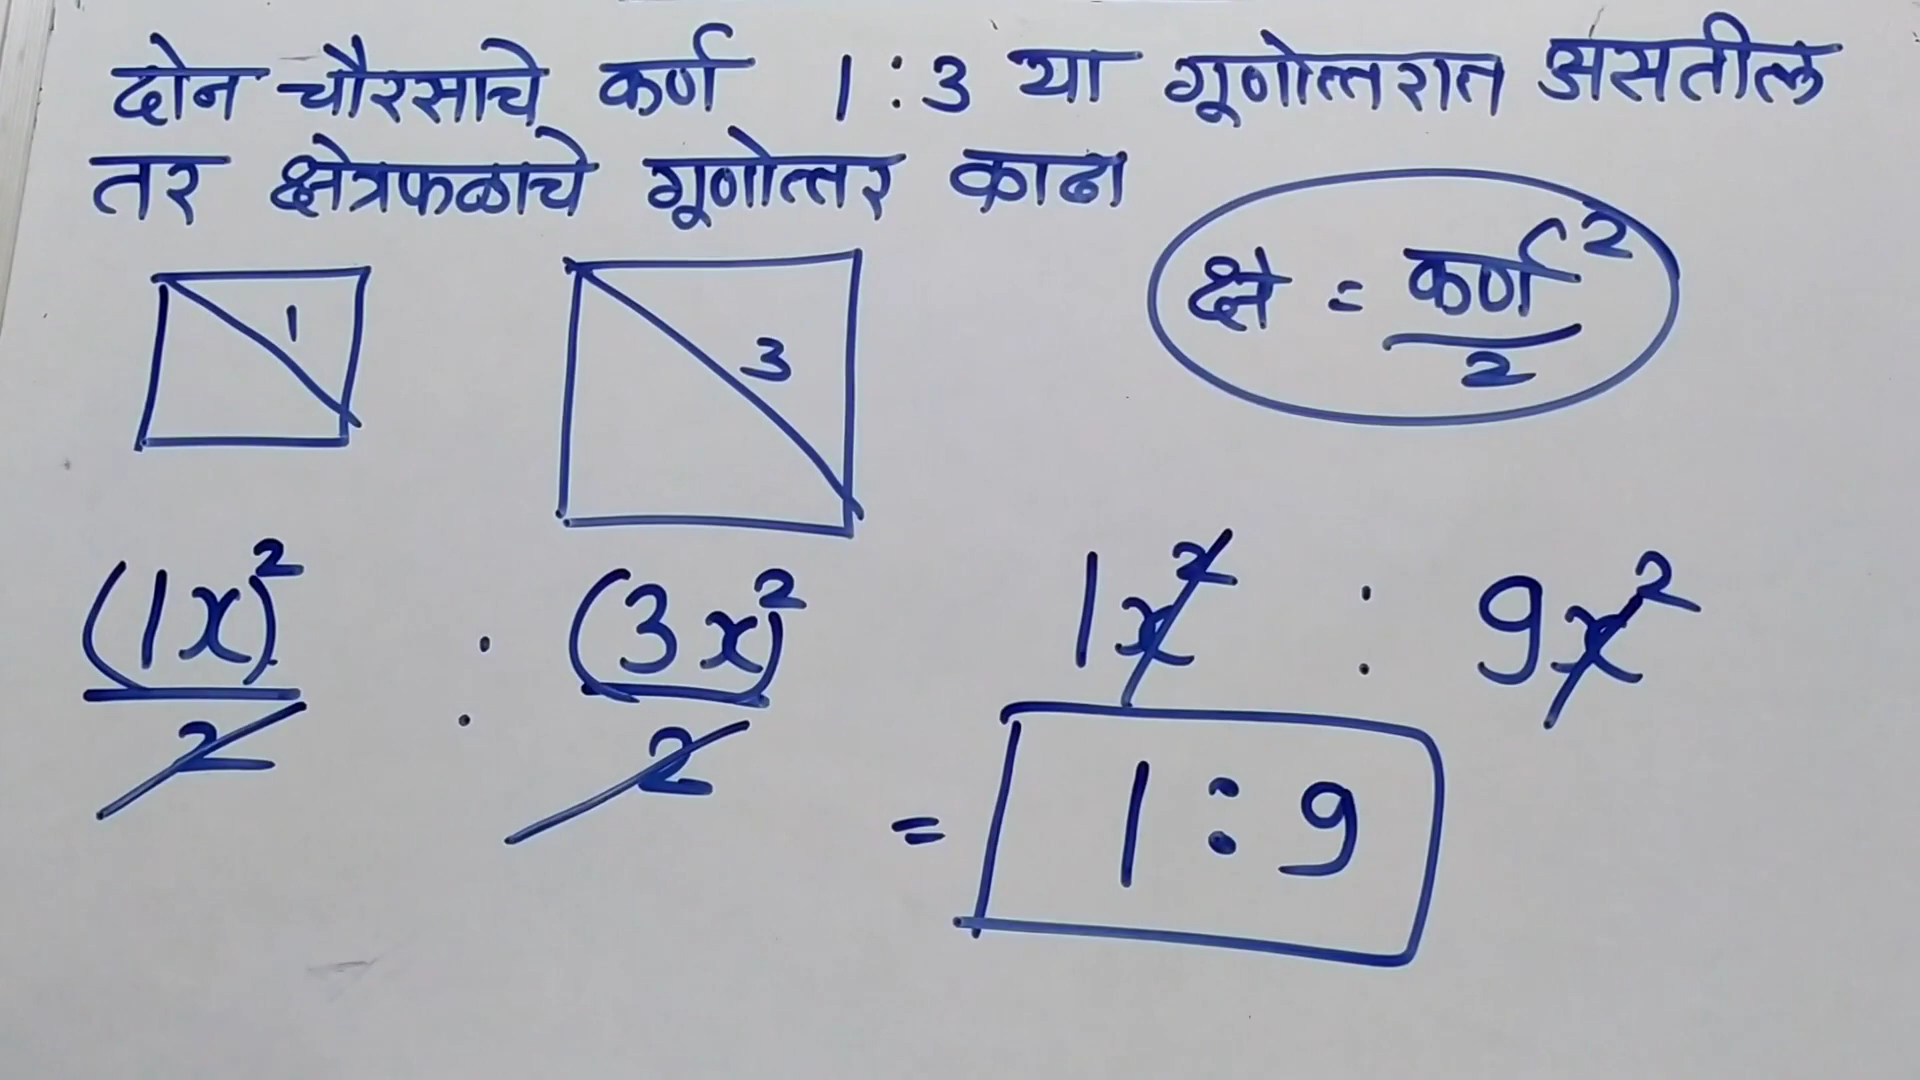 दोन चौरसाचे कर्ण 1 : 3 या गूणोत्तरात असतील
तर क्षेत्रफळाचे गूणोत्तर काढा
क्षे = कर्ण² / 2
1
3
(1x)² / 2 : (3x)² / 2
1x² : 9x²
= 1 : 9